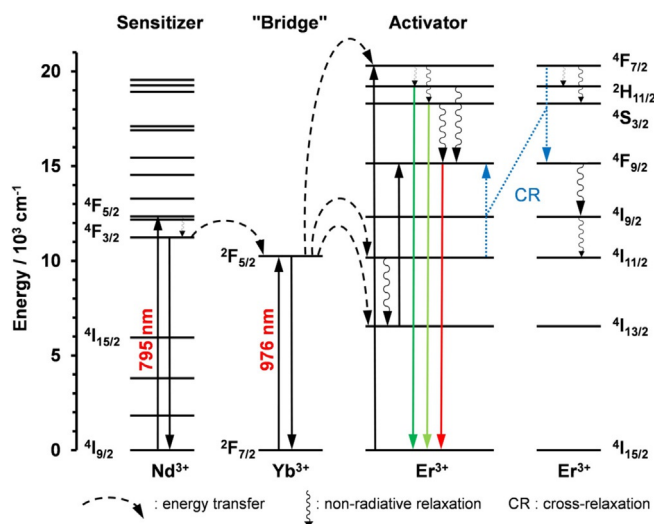 Sensitizer "Bridge" Activator
Energy / 10³ cm⁻¹
20
15
10
5
0
⁴F₅/₂
⁴F₃/₂
⁴I₁₅/₂
⁴I₉/₂
795 nm
²F₅/₂
²F₇/₂
976 nm
CR
⁴F₇/₂
²H₁₁/₂
⁴S₃/₂
⁴F₉/₂
⁴I₉/₂
⁴I₁₁/₂
⁴I₁₃/₂
⁴I₁₅/₂
Nd³⁺ Yb³⁺ Er³⁺ Er³⁺
: energy transfer : non-radiative relaxation CR : cross-relaxation